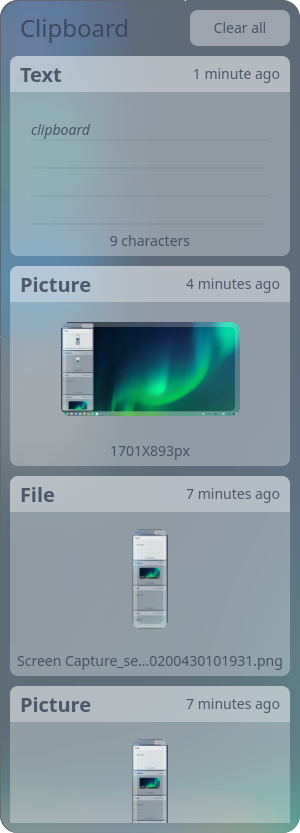 Clipboard
Clear all
Text
1 minute ago
clipboard
9 characters
Picture
4 minutes ago
1701X893px
File
7 minutes ago
Screen Capture_se...0200430101931.png
Picture
7 minutes ago